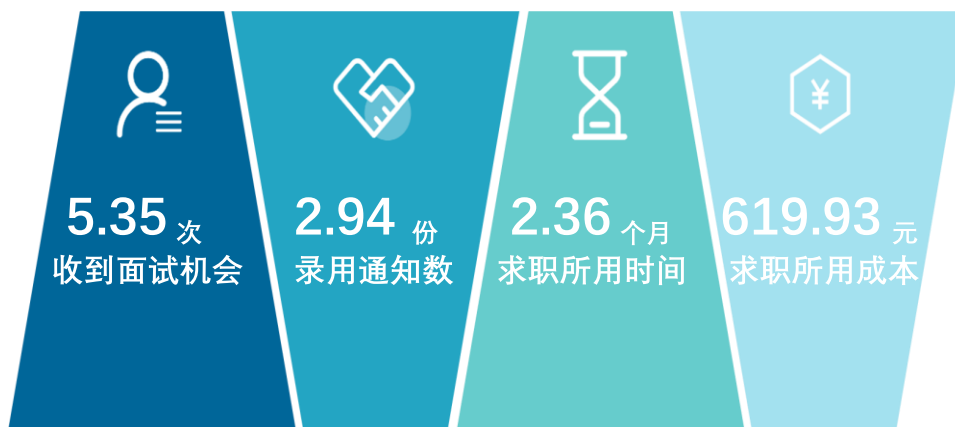 5.35 次
收到面试机会
2.94 份
录用通知数
2.36 个月
求职所用时间
¥
619.93 元
求职所用成本